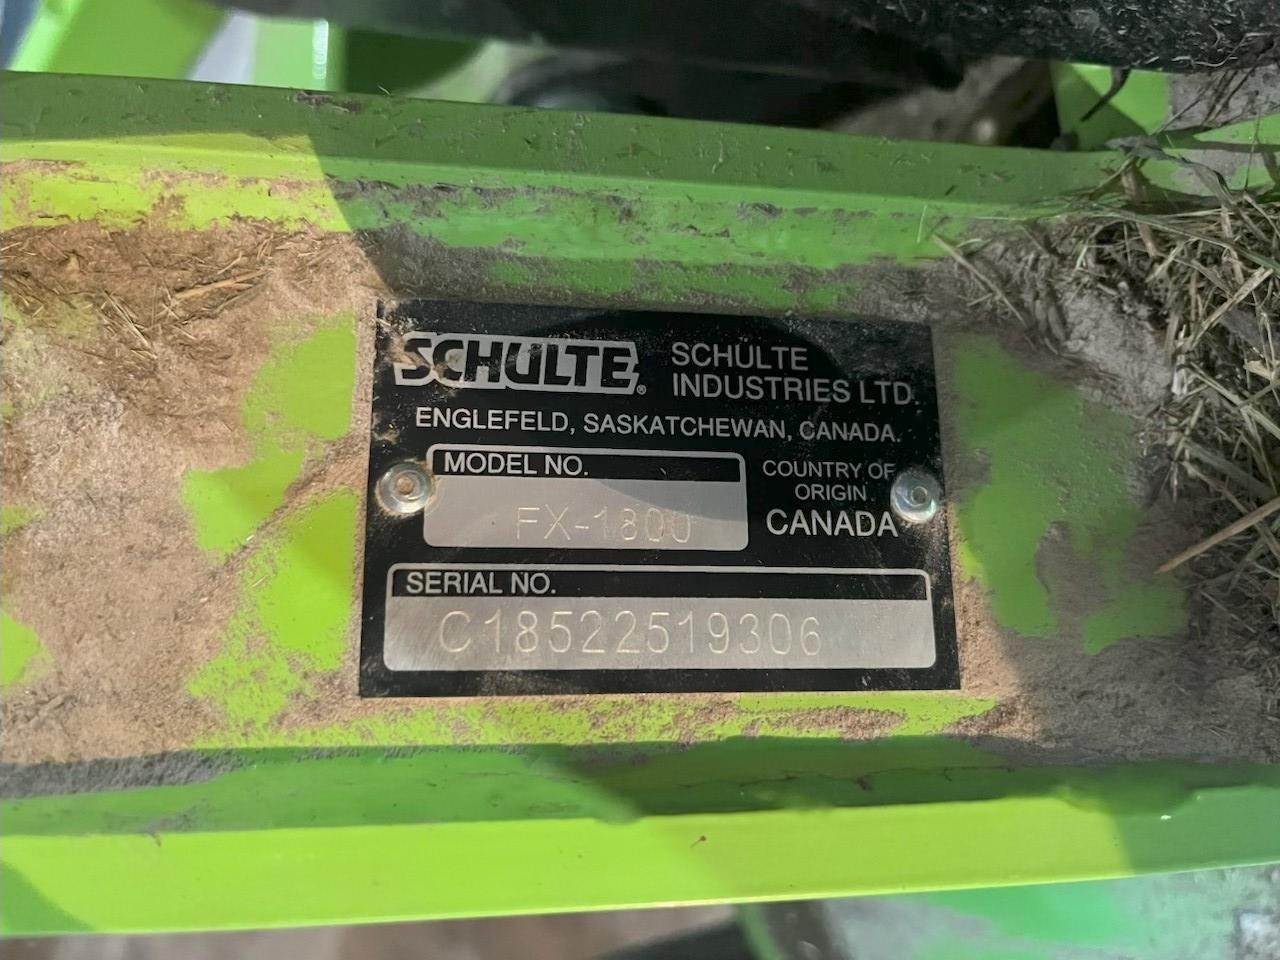 SCHULTE®
SCHÜLTE
INDUSTRIES LTD.
ENGLEFELD, SASKATCHEWAN, CANADA.
MODEL NO.
FX-1800
COUNTRY OF
ORIGIN
CANADA
SERIAL NO.
C18522519306